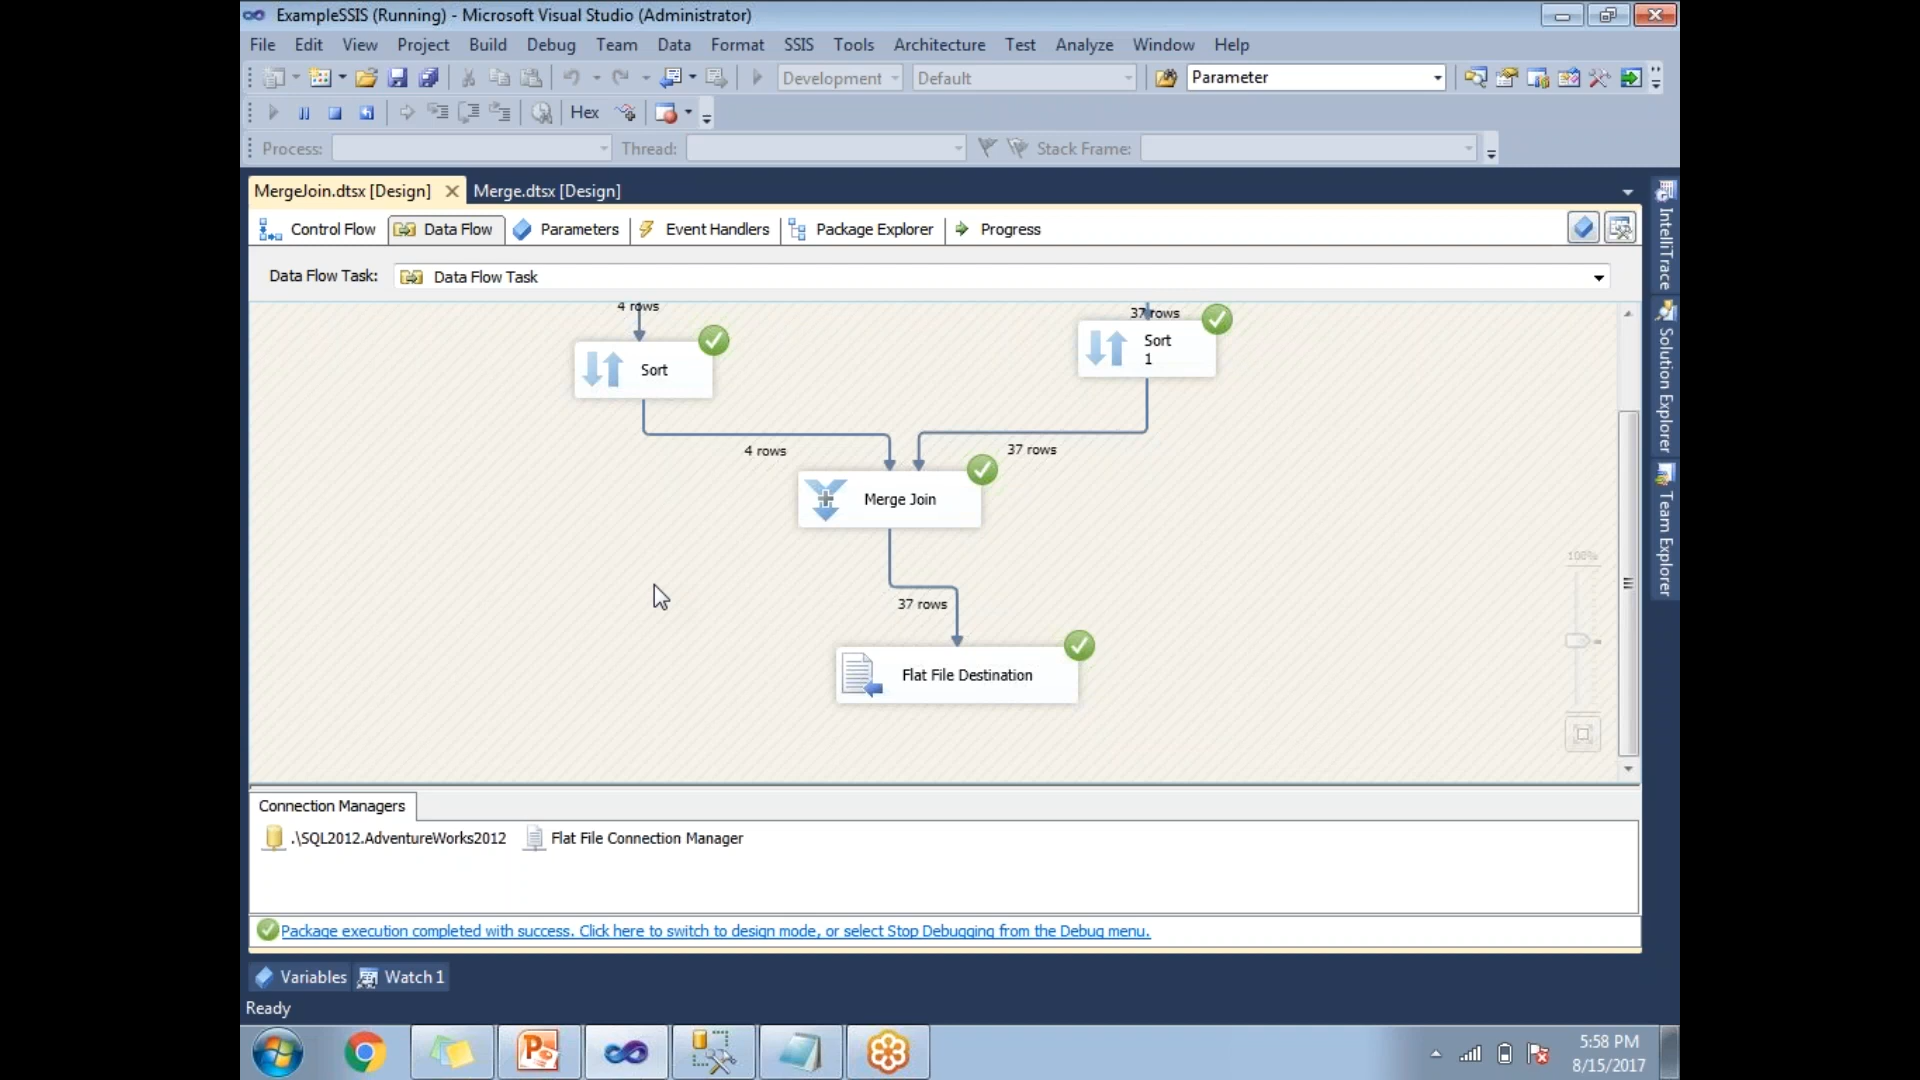 ExampleSSIS (Running) - Microsoft Visual Studio (Administrator)
File Edit View Project Build Debug Team Data Format SSIS Tools Architecture Test Analyze Window Help
Development Default Parameter
Hex
Process: Thread: Stack Frame:
MergeJoin.dtsx [Design] Merge.dtsx [Design]
Control Flow Data Flow Parameters Event Handlers Package Explorer Progress
Data Flow Task: Data Flow Task
4 rows
37 rows
Sort
Sort
1
4 rows
37 rows
Merge Join
37 rows
Flat File Destination
100%
IntelliTrace
Solution Explorer
Team Explorer
Connection Managers
.\SQL2012.AdventureWorks2012 Flat File Connection Manager
Package execution completed with success. Click here to switch to design mode, or select Stop Debugging from the Debug menu.
Variables Watch 1
Ready
5:58 PM
8/15/2017